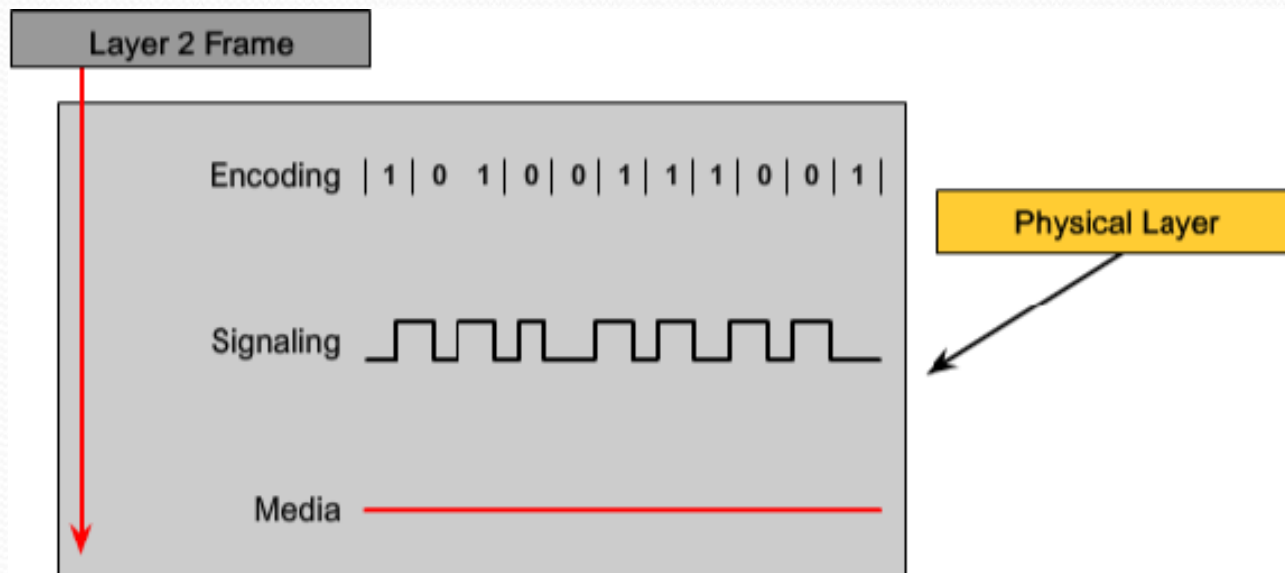 Layer 2 Frame
Encoding | 1 | 0 1 | 0 | 0 | 1 | 1 | 1 | 0 | 0 | 1 |
Physical Layer
Signaling
Media